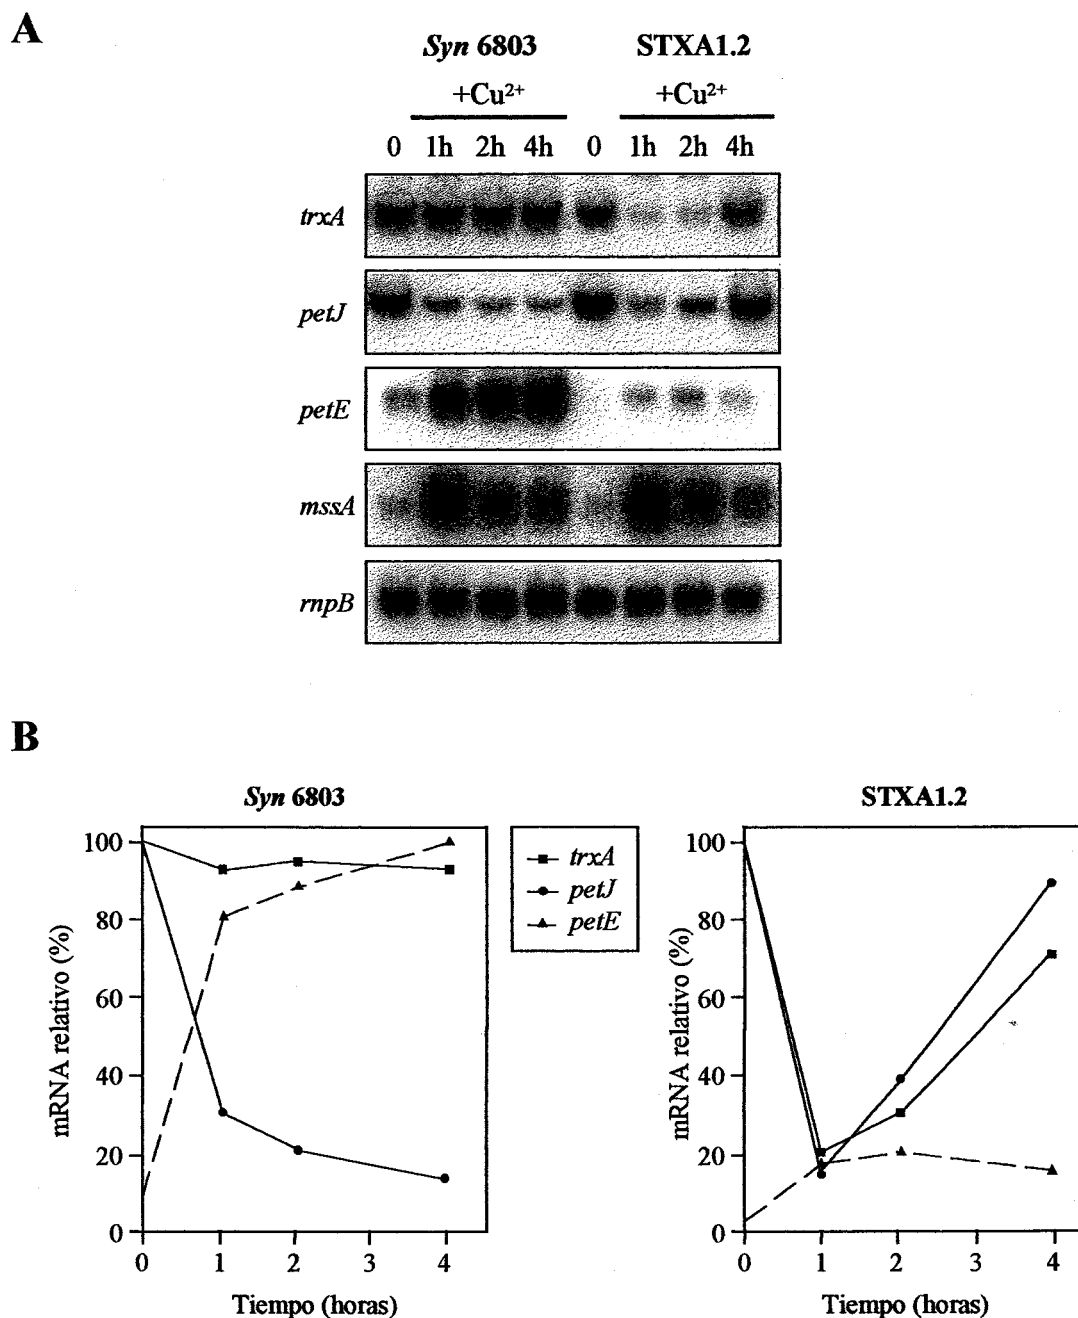 A
Syn 6803 STXA1.2
+Cu²⁺ +Cu²⁺
0 1h 2h 4h 0 1h 2h 4h
trxA
petJ
petE
mssA
rnpB
B
Syn 6803
100
80
60
40
20
0
mRNA relativo (%)
0 1 2 3 4
Tiempo (horas)
trxA
petJ
petE
STXA1.2
100
80
60
40
20
0
mRNA relativo (%)
0 1 2 3 4
Tiempo (horas)